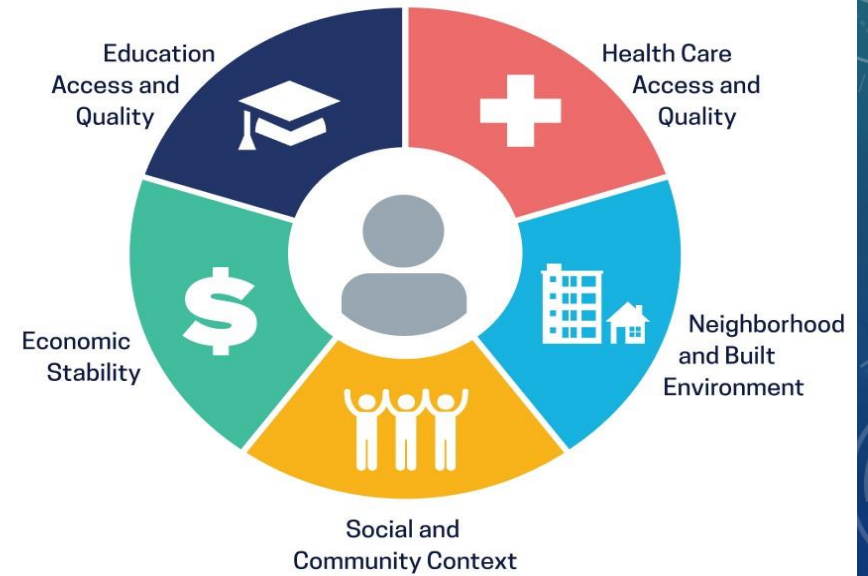 Education
Access and
Quality
Health Care
Access and
Quality
Economic
Stability
Neighborhood
and Built
Environment
Social and
Community Context